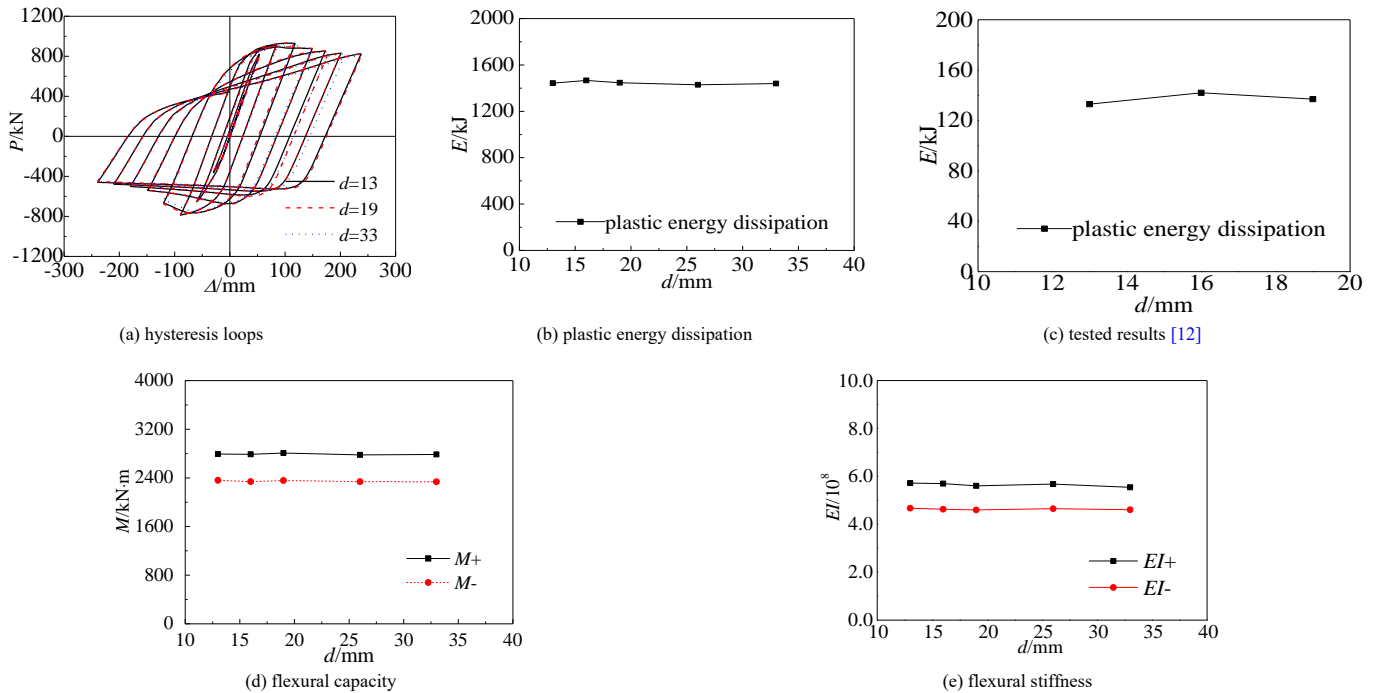 1200
800
400
0
-400
-800
-1200
P/kN
-300 -200 -100 0 100 200 300
Δ/mm
d=13
d=19
d=33
(a) hysteresis loops
2000
1600
1200
800
400
0
E/kJ
plastic energy dissipation
10 15 20 25 30 35 40
d/mm
(b) plastic energy dissipation
200
160
120
80
40
0
E/kJ
plastic energy dissipation
10 12 14 16 18 20
d/mm
(c) tested results [12]
4000
3200
2400
1600
800
0
M/kN·m
M+
M-
10 15 20 25 30 35 40
d/mm
(d) flexural capacity
10.0
8.0
6.0
4.0
2.0
0.0
EI/10⁸
EI+
EI-
10 15 20 25 30 35 40
d/mm
(e) flexural stiffness